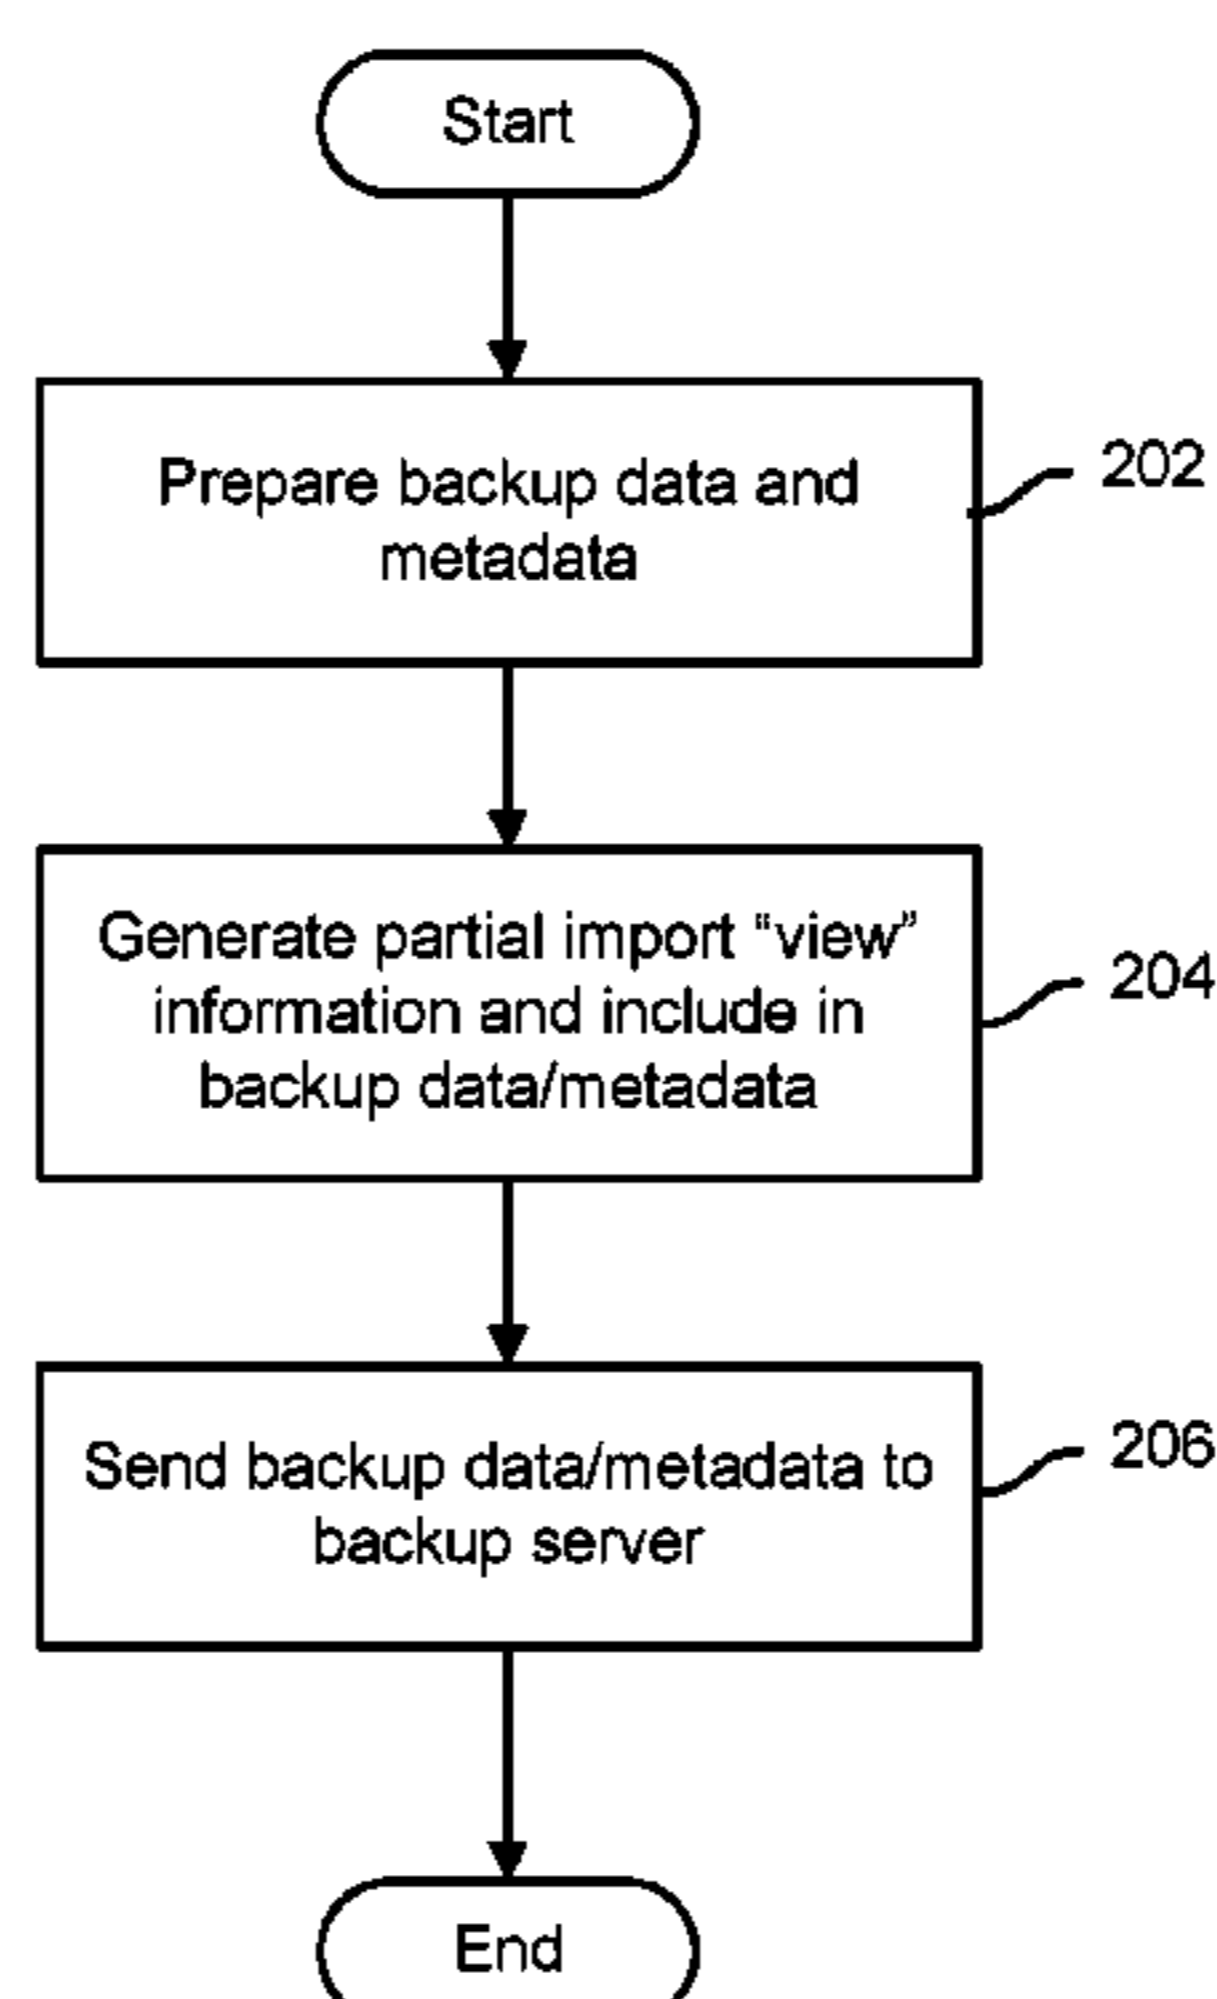 Start
Prepare backup data and
metadata
202
Generate partial import “view”
information and include in
backup data/metadata
204
Send backup data/metadata to
backup server
206
End